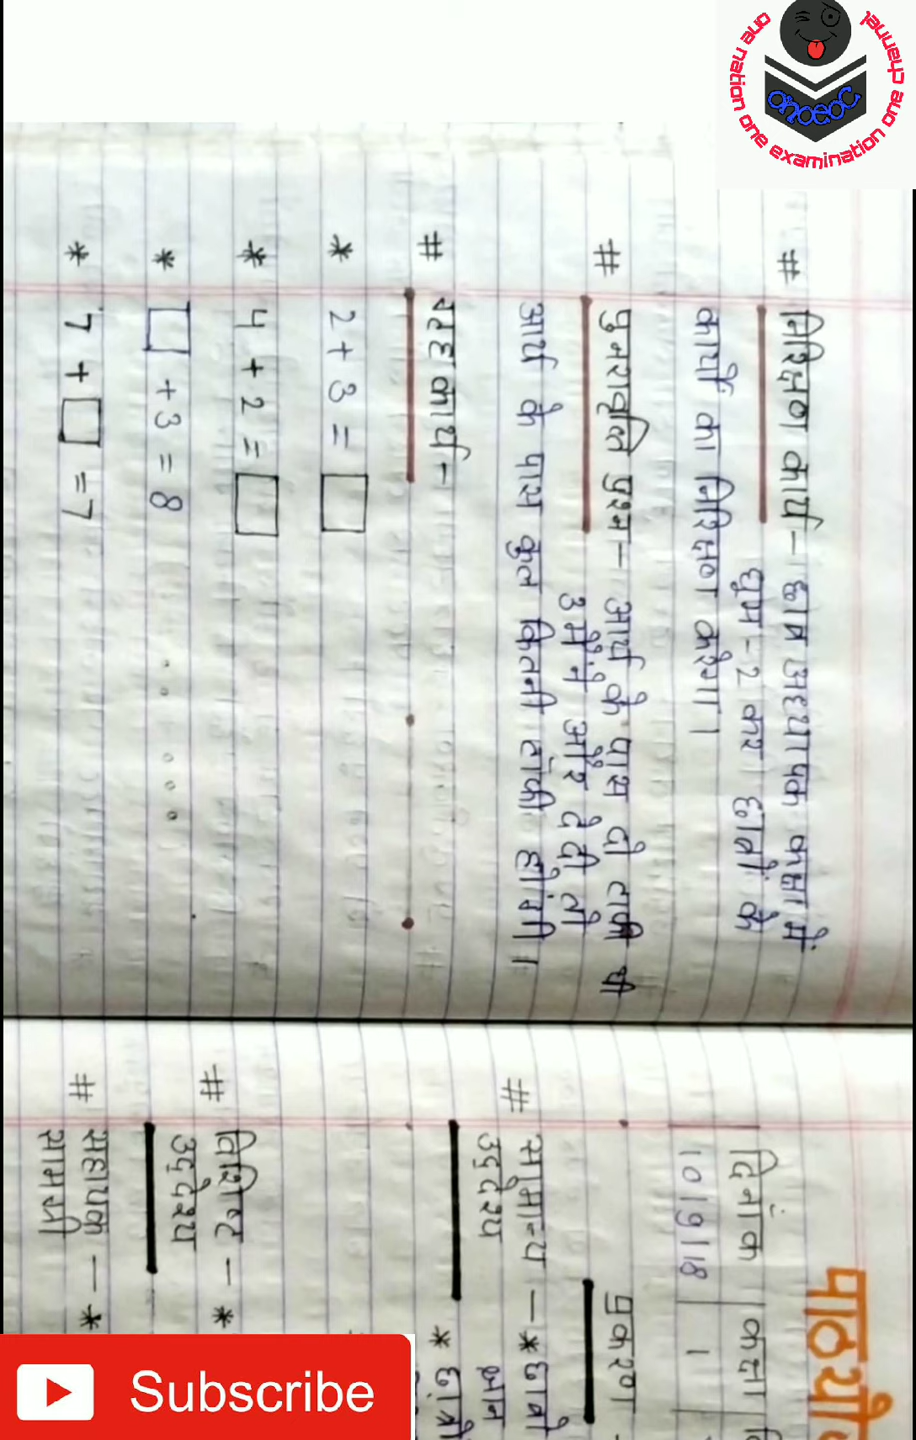 one nation one examination one channel
onoeoc
# निरिक्षण कार्य - छात्र अध्यापक कक्षा में
घुम-2 कर छात्रों के
कार्यों का निरिक्षण करेगा।
# पुनरावृत्ति प्रश्न - आर्य के पास दो टाफी थी
3 मैंने और दे दी तो
आर्य के पास कुल कितनी टॉफी होंगी।
# गृहकार्य -
* 2 + 3 = □
* 4 + 2 = □
* □ + 3 = 8
* 7 + □ = 7
पाठयो
दिनांक | कक्षा
10|9|18 | 1
प्रकरण -
# सामान्य - * छात्रों
उद्देश्य
ज्ञान
* छात्रों
# विशिष्ट - *
उद्देश्य
# सहायक - *
सामग्री
Subscribe